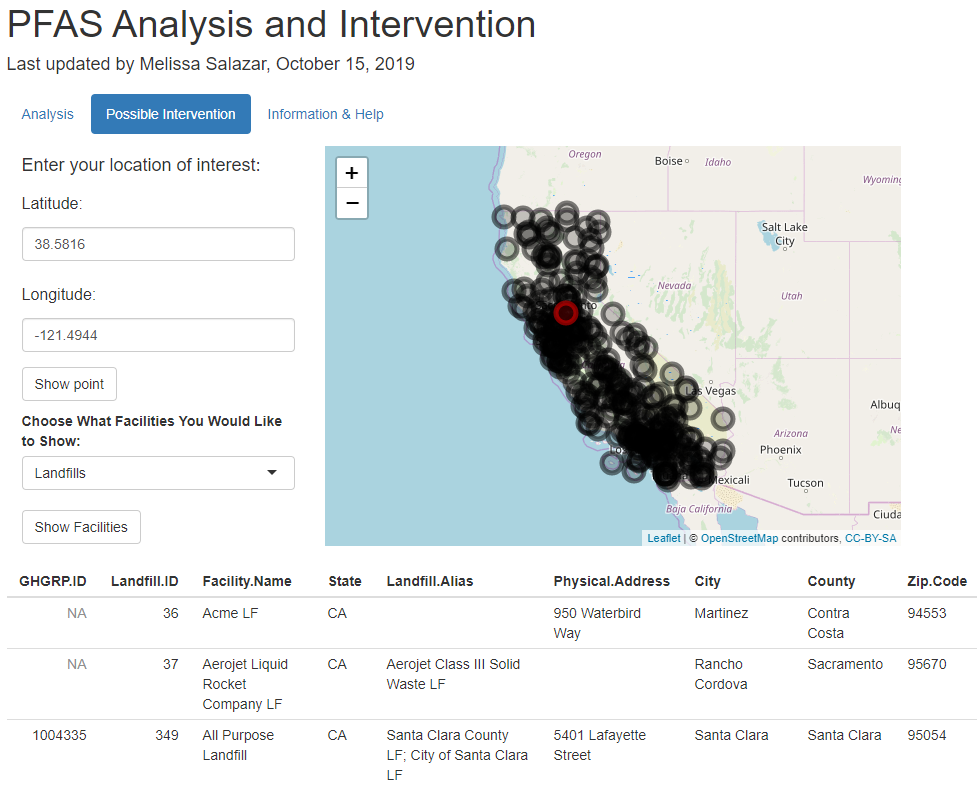 PFAS Analysis and Intervention
Last updated by Melissa Salazar, October 15, 2019
Analysis Possible Intervention Information & Help
Enter your location of interest:
Latitude:
38.5816
Longitude:
-121.4944
Show point
Choose What Facilities You Would Like
to Show:
Landfills
Show Facilities
+
−
Oregon
Boise
Idaho
Wyoming
Salt Lake
City
Nevada
Utah
Las Vegas
Albuq
Arizona
Phoenix
Mexicali
Tucson
Baja California
Ciuda
Leaflet | © OpenStreetMap contributors, CC-BY-SA
GHGRP.ID Landfill.ID Facility.Name State Landfill.Alias Physical.Address City County Zip.Code
NA 36 Acme LF CA 950 Waterbird Martinez Contra 94553
Way Costa
NA 37 Aerojet Liquid CA Aerojet Class III Solid Rancho Sacramento 95670
Rocket Waste LF Cordova
Company LF
1004335 349 All Purpose CA Santa Clara County 5401 Lafayette Santa Clara Santa Clara 95054
Landfill LF; City of Santa Clara Street
LF